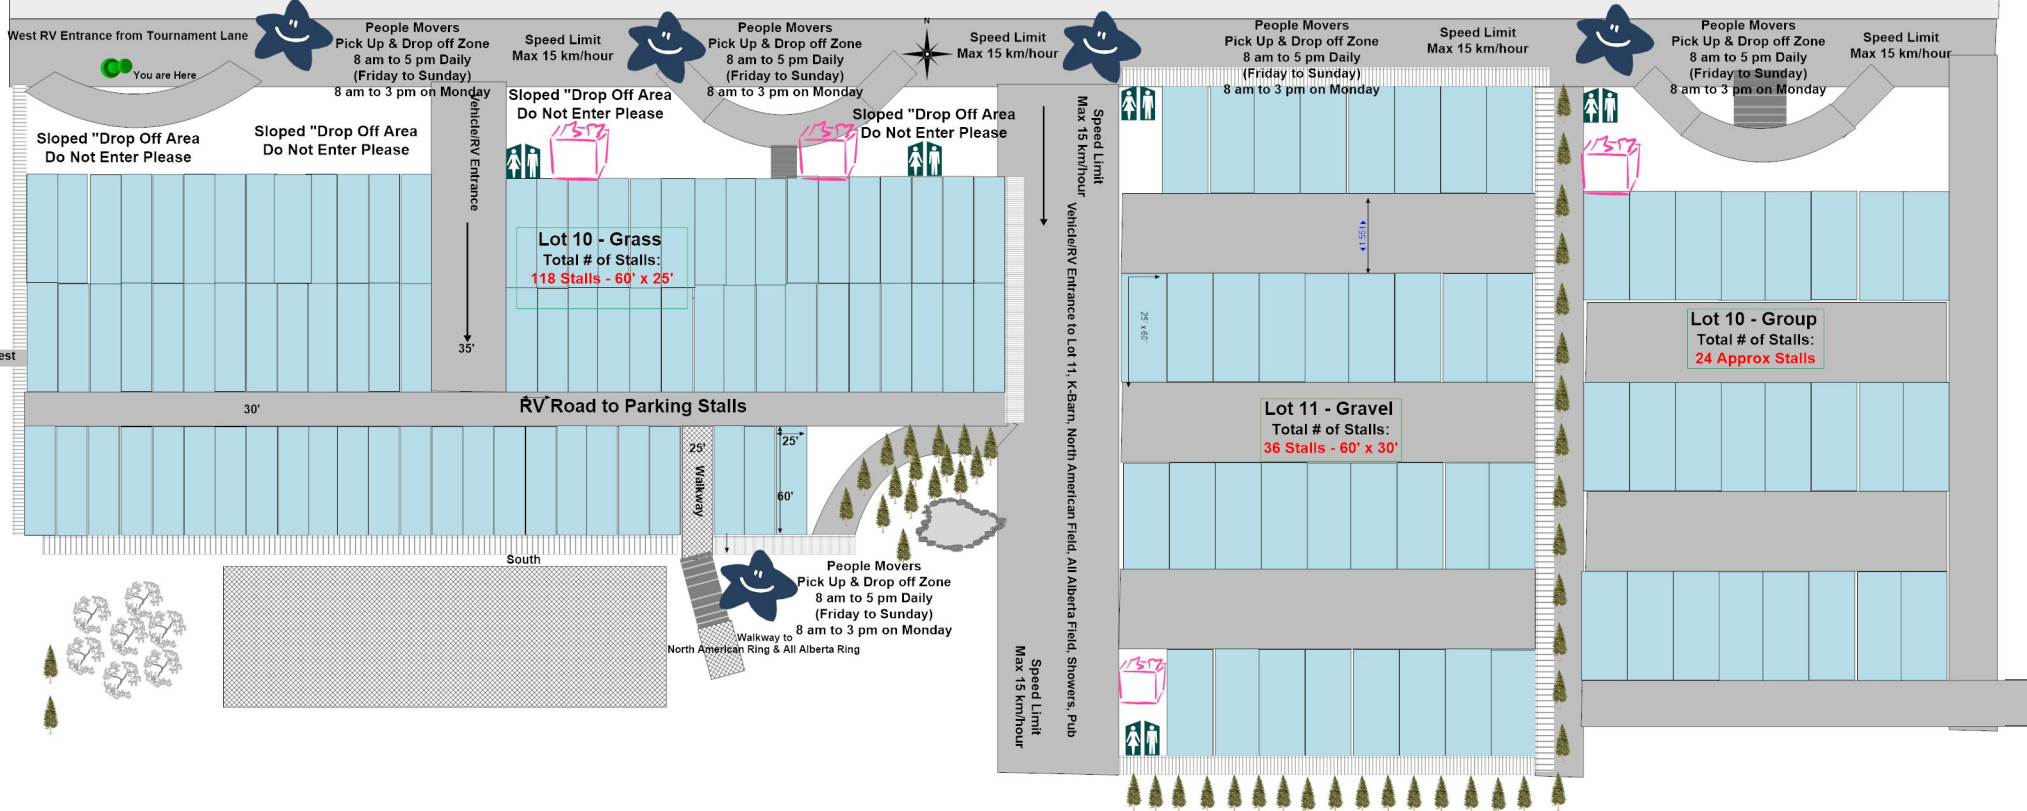 West RV Entrance from Tournament Lane
You are Here
People Movers
Pick Up & Drop off Zone
8 am to 5 pm Daily
(Friday to Sunday)
8 am to 3 pm on Monday
Speed Limit
Max 15 km/hour
People Movers
Pick Up & Drop off Zone
8 am to 5 pm Daily
(Friday to Sunday)
8 am to 3 pm on Monday
N
Speed Limit
Max 15 km/hour
People Movers
Pick Up & Drop off Zone
8 am to 5 pm Daily
(Friday to Sunday)
8 am to 3 pm on Monday
Speed Limit
Max 15 km/hour
People Movers
Pick Up & Drop off Zone
8 am to 5 pm Daily
(Friday to Sunday)
8 am to 3 pm on Monday
Speed Limit
Max 15 km/hour
Sloped "Drop Off Area
Do Not Enter Please
Sloped "Drop Off Area
Do Not Enter Please
Vehicle/RV Entrance
35'
Sloped "Drop Off Area
Do Not Enter Please
Sloped "Drop Off Area
Do Not Enter Please
Lot 10 - Grass
Total # of Stalls:
118 Stalls - 60' x 25'
Speed Limit
Max 15 km/hour
Vehicle/RV Entrance to Lot 11, K-Barn, North American Field, All Alberta Field, Showers, Pub
Speed Limit
Max 15 km/hour
25' x 60'
Lot 11 - Gravel
Total # of Stalls:
36 Stalls - 60' x 30'
Lot 10 - Group
Total # of Stalls:
24 Approx Stalls
est
30'
RV Road to Parking Stalls
25'
Walkway
25'
60'
South
People Movers
Pick Up & Drop off Zone
8 am to 5 pm Daily
(Friday to Sunday)
8 am to 3 pm on Monday
Walkway to
North American Ring & All Alberta Ring